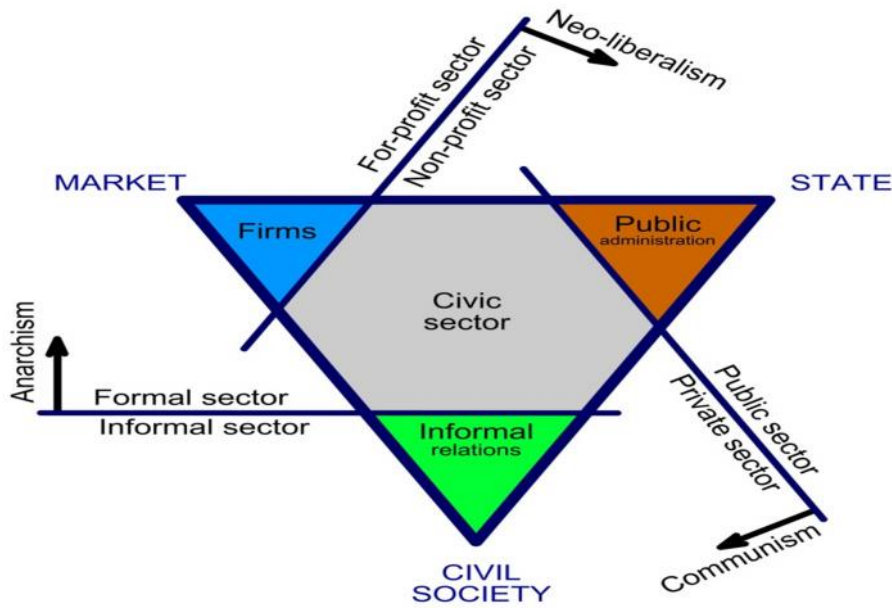 Neo-liberalism
For-profit sector
Non-profit sector
MARKET
STATE
Firms
Public
administration
Civic
sector
Anarchism
Formal sector
Informal sector
Informal
relations
Public sector
Private sector
Communism
CIVIL
SOCIETY